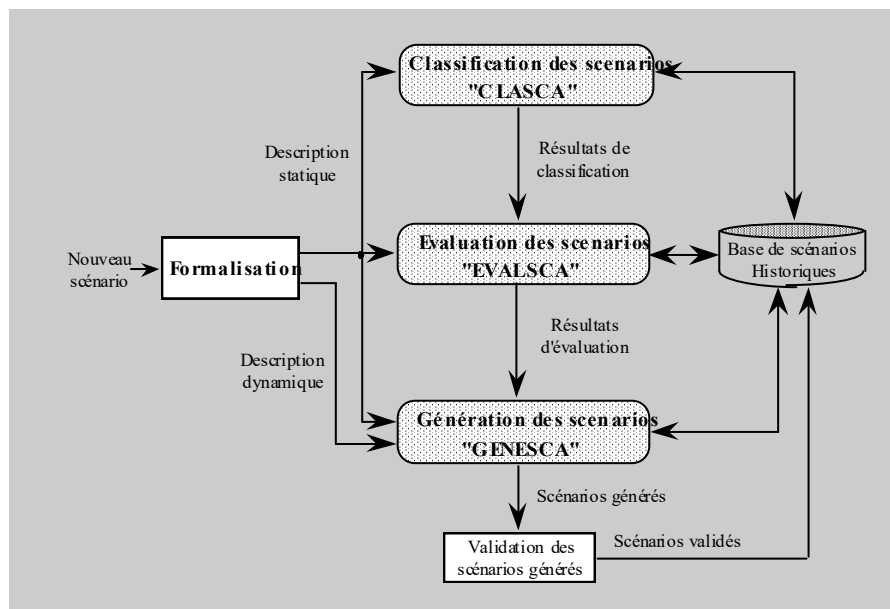 Classification des scenarios
"CLASCA"
Description
statique
Résultats de
classification
Nouveau
scénario
Formalisation
Evaluation des scenarios
"EVALSCA"
Base de scénarios
Historiques
Résultats
d'évaluation
Description
dynamique
Génération des scenarios
"GENESCA"
Scénarios générés
Validation des
scénarios générés
Scénarios validés